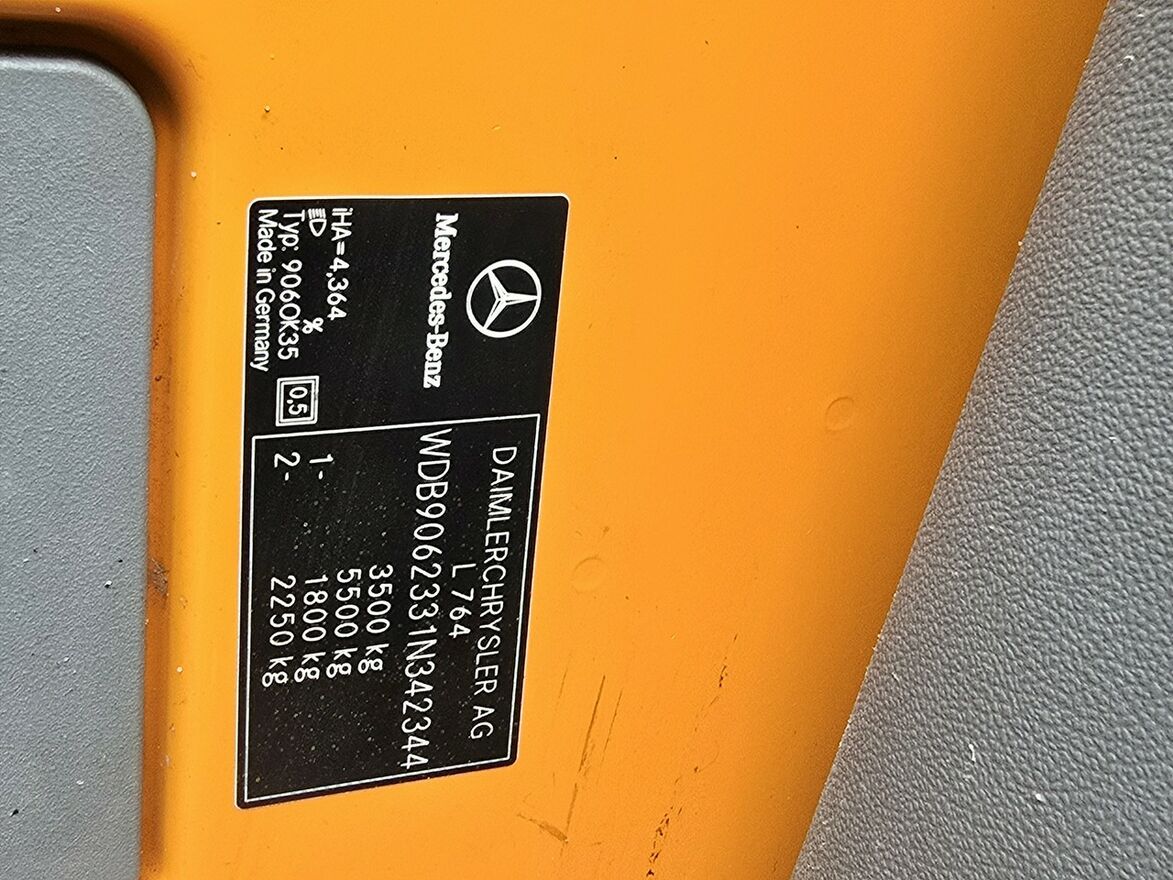 Mercedes-Benz
iHA=4,364
%
Typ: 9060K35
Made in Germany
0,5
DAIMLERCHRYSLER AG
L 764
WDB9062331N342344
3500 kg
5500 kg
1- 1800 kg
2- 2250 kg